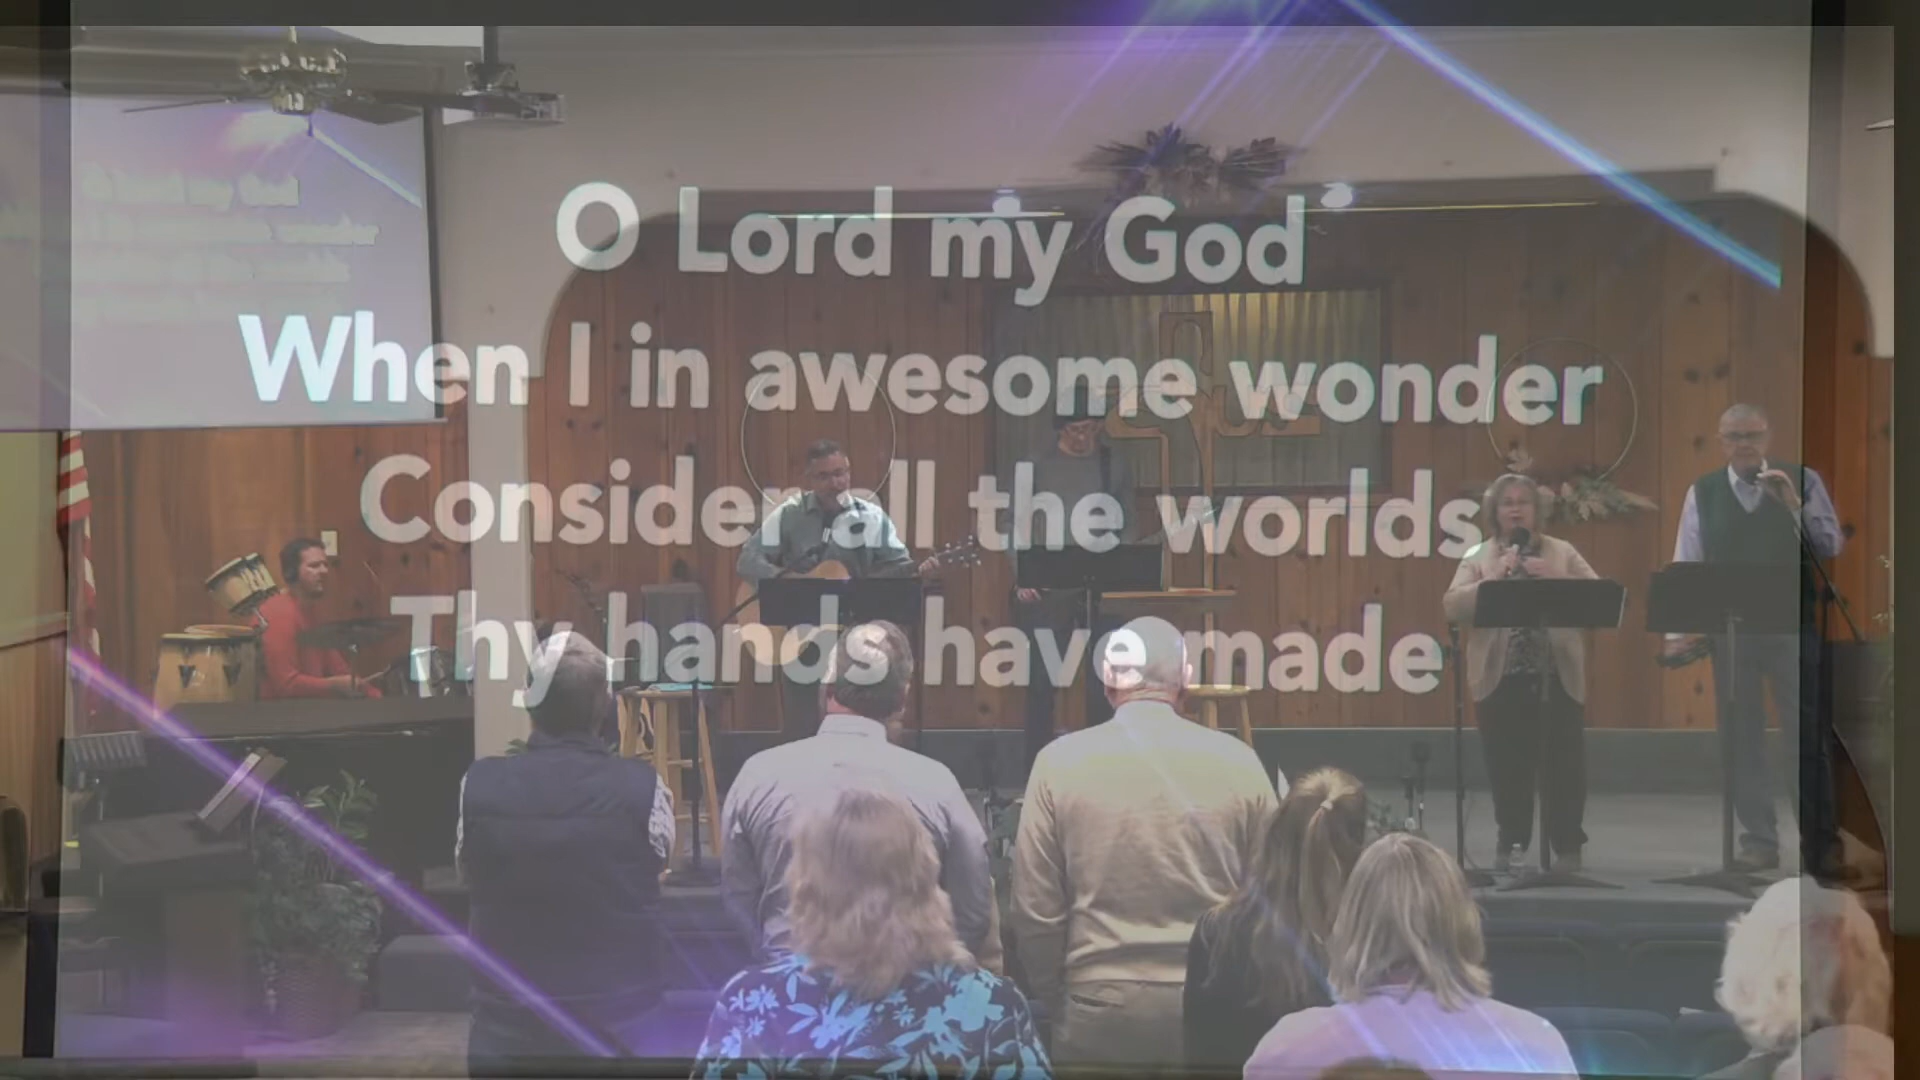 O Lord my God
When I in awesome wonder
Consider all the worlds
Thy hands have made